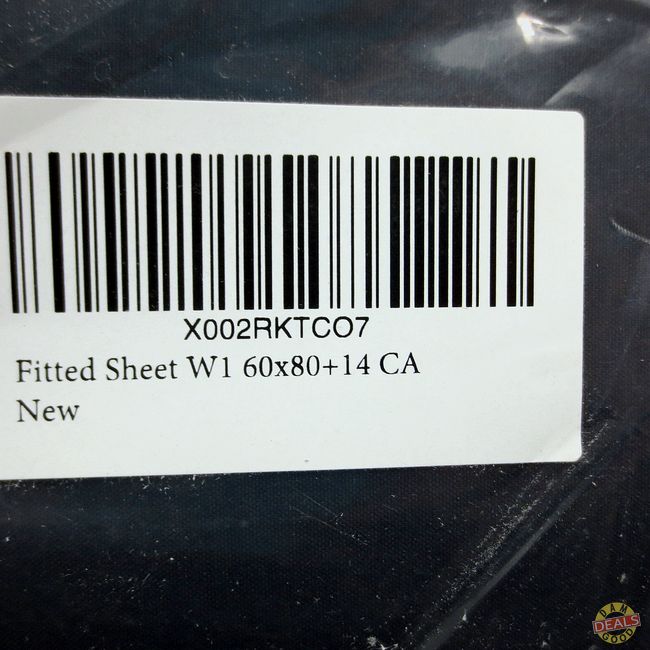 X002RKTCO7
Fitted Sheet W1 60x80+14 CA
New
DAM
DEALS
GOOD